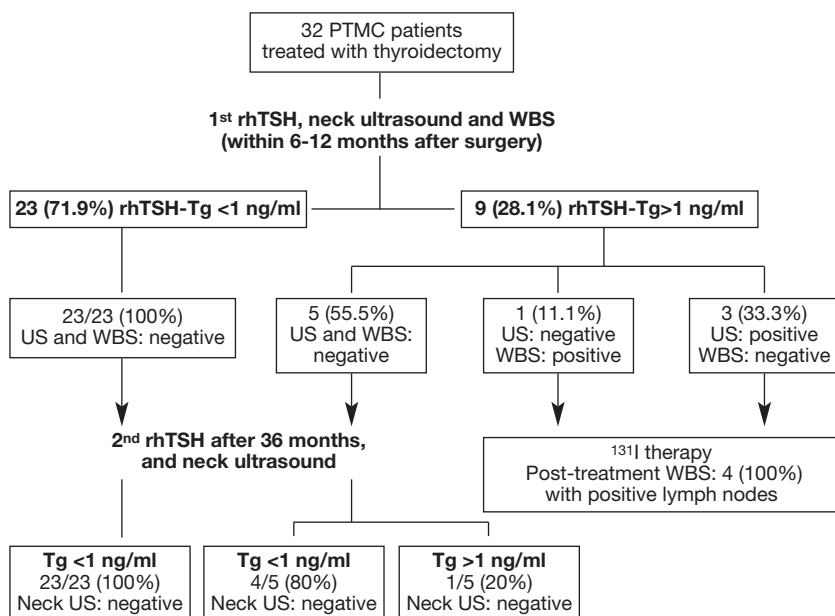 32 PTMC patients
treated with thyroidectomy
1st rhTSH, neck ultrasound and WBS
(within 6-12 months after surgery)
23 (71.9%) rhTSH-Tg <1 ng/ml
9 (28.1%) rhTSH-Tg>1 ng/ml
23/23 (100%)
US and WBS: negative
5 (55.5%)
US and WBS:
negative
1 (11.1%)
US: negative
WBS: positive
3 (33.3%)
US: positive
WBS: negative
2nd rhTSH after 36 months,
and neck ultrasound
131I therapy
Post-treatment WBS: 4 (100%)
with positive lymph nodes
Tg <1 ng/ml
23/23 (100%)
Neck US: negative
Tg <1 ng/ml
4/5 (80%)
Neck US: negative
Tg >1 ng/ml
1/5 (20%)
Neck US: negative